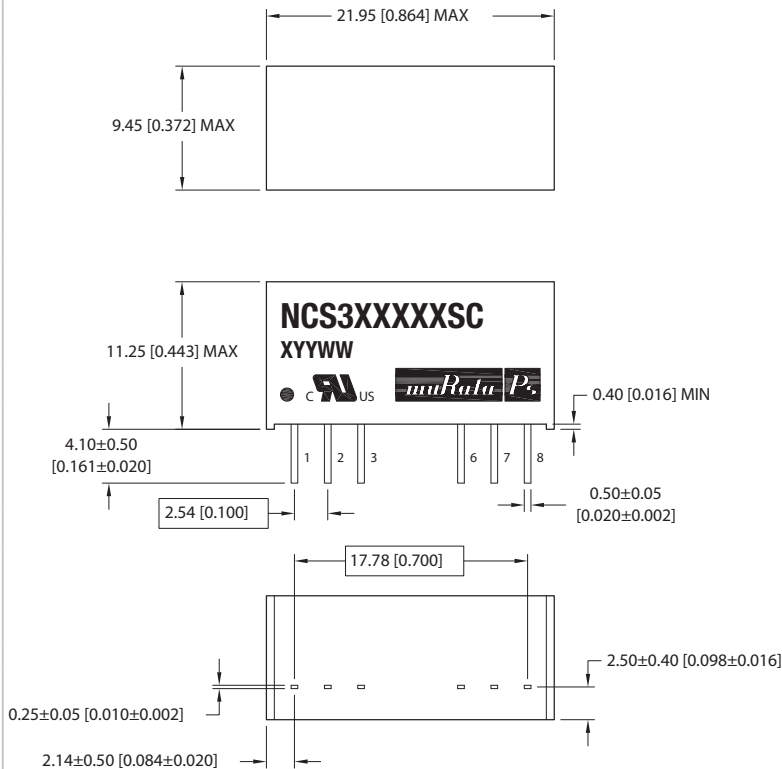 21.95 [0.864] MAX
9.45 [0.372] MAX
NCS3XXXXXSC
XYYWW
11.25 [0.443] MAX
C US
muRata Ps
0.40 [0.016] MIN
4.10±0.50
[0.161±0.020]
1 2 3 6 7 8
2.54 [0.100]
0.50±0.05
[0.020±0.002]
17.78 [0.700]
2.50±0.40 [0.098±0.016]
0.25±0.05 [0.010±0.002]
2.14±0.50 [0.084±0.020]